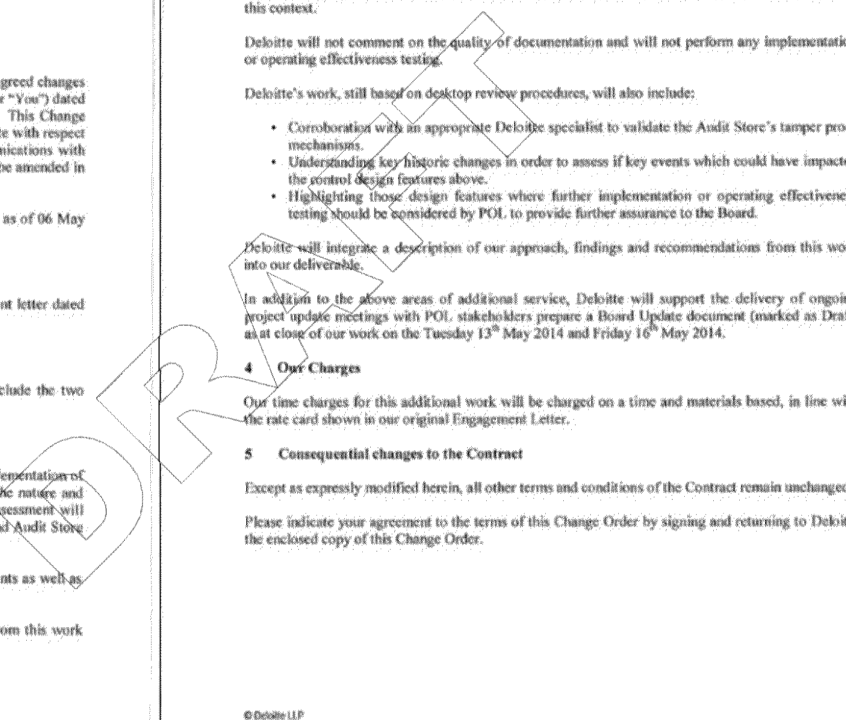 greed changes
r "You") dated
This Change
te with respect
nications with
be amended in
as of 06 May
nt letter dated
clude the two
ementation of
he nature and
sessment will
d Audit Store
nts as well as
om this work
this context.
Deloitte will not comment on the quality of documentation and will not perform any implementatio
or operating effectiveness testing.
Deloitte's work, still based on desktop review procedures, will also include:
• Corroboration with an appropriate Deloitte specialist to validate the Audit Store's tamper pro
mechanisms.
• Understanding key historic changes in order to assess if key events which could have impacte
the control design features above.
• Highlighting those design features where further implementation or operating effectivene
testing should be considered by POL to provide further assurance to the Board.
Deloitte will integrate a description of our approach, findings and recommendations from this wo
into our deliverable.
In addition to the above areas of additional service, Deloitte will support the delivery of ongoi
project update meetings with POL stakeholders prepare a Board Update document (marked as Dra
as at close of our work on the Tuesday 13th May 2014 and Friday 16th May 2014.
4 Our Charges
Our time charges for this additional work will be charged on a time and materials based, in line wi
the rate card shown in our original Engagement Letter.
5 Consequential changes to the Contract
Except as expressly modified herein, all other terms and conditions of the Contract remain unchanged
Please indicate your agreement to the terms of this Change Order by signing and returning to Deloit
the enclosed copy of this Change Order.
© Deloitte LLP
DRAFT